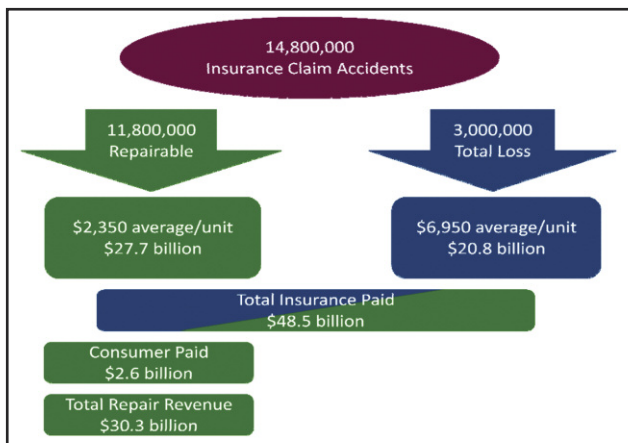 14,800,000
Insurance Claim Accidents
11,800,000
Repairable
3,000,000
Total Loss
$2,350 average/unit
$27.7 billion
$6,950 average/unit
$20.8 billion
Total Insurance Paid
$48.5 billion
Consumer Paid
$2.6 billion
Total Repair Revenue
$30.3 billion